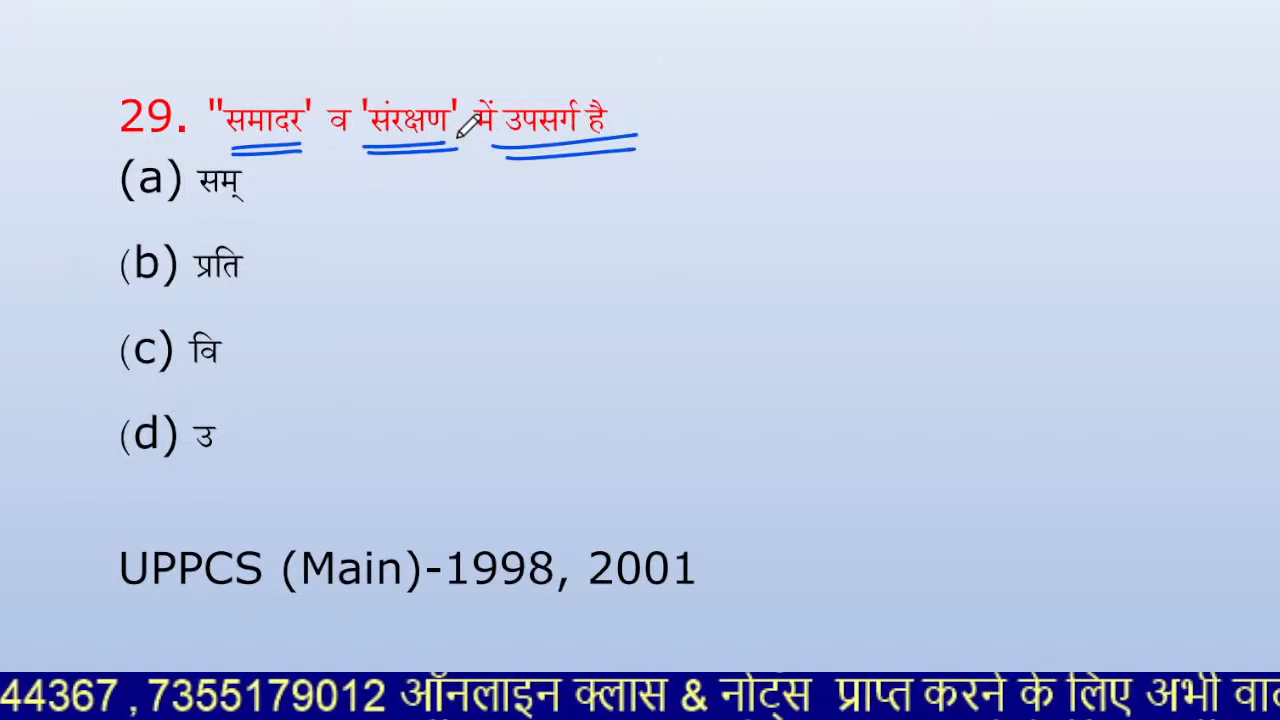 29. "समादर' व 'संरक्षण' में उपसर्ग है
(a) सम्
(b) प्रति
(c) वि
(d) उ
UPPCS (Main)-1998, 2001
44367 , 7355179012 ऑनलाइन क्लास & नोट्स प्राप्त करने के लिए अभी वा